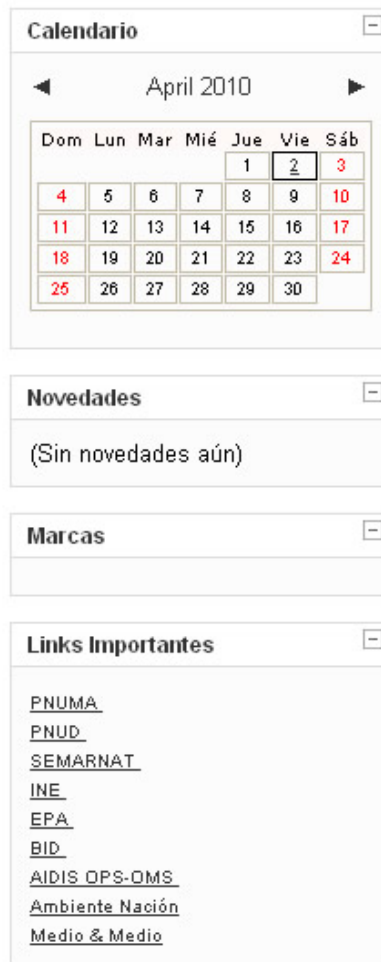 Calendario
April 2010
Dom Lun Mar Mié Jue Vie Sáb
1 2 3
4 5 6 7 8 9 10
11 12 13 14 15 16 17
18 19 20 21 22 23 24
25 26 27 28 29 30
Novedades
(Sin novedades aún)
Marcas
Links Importantes
PNUMA
PNUD
SEMARNAT
INE
EPA
BID
AIDIS OPS-OMS
Ambiente Nación
Medio & Medio